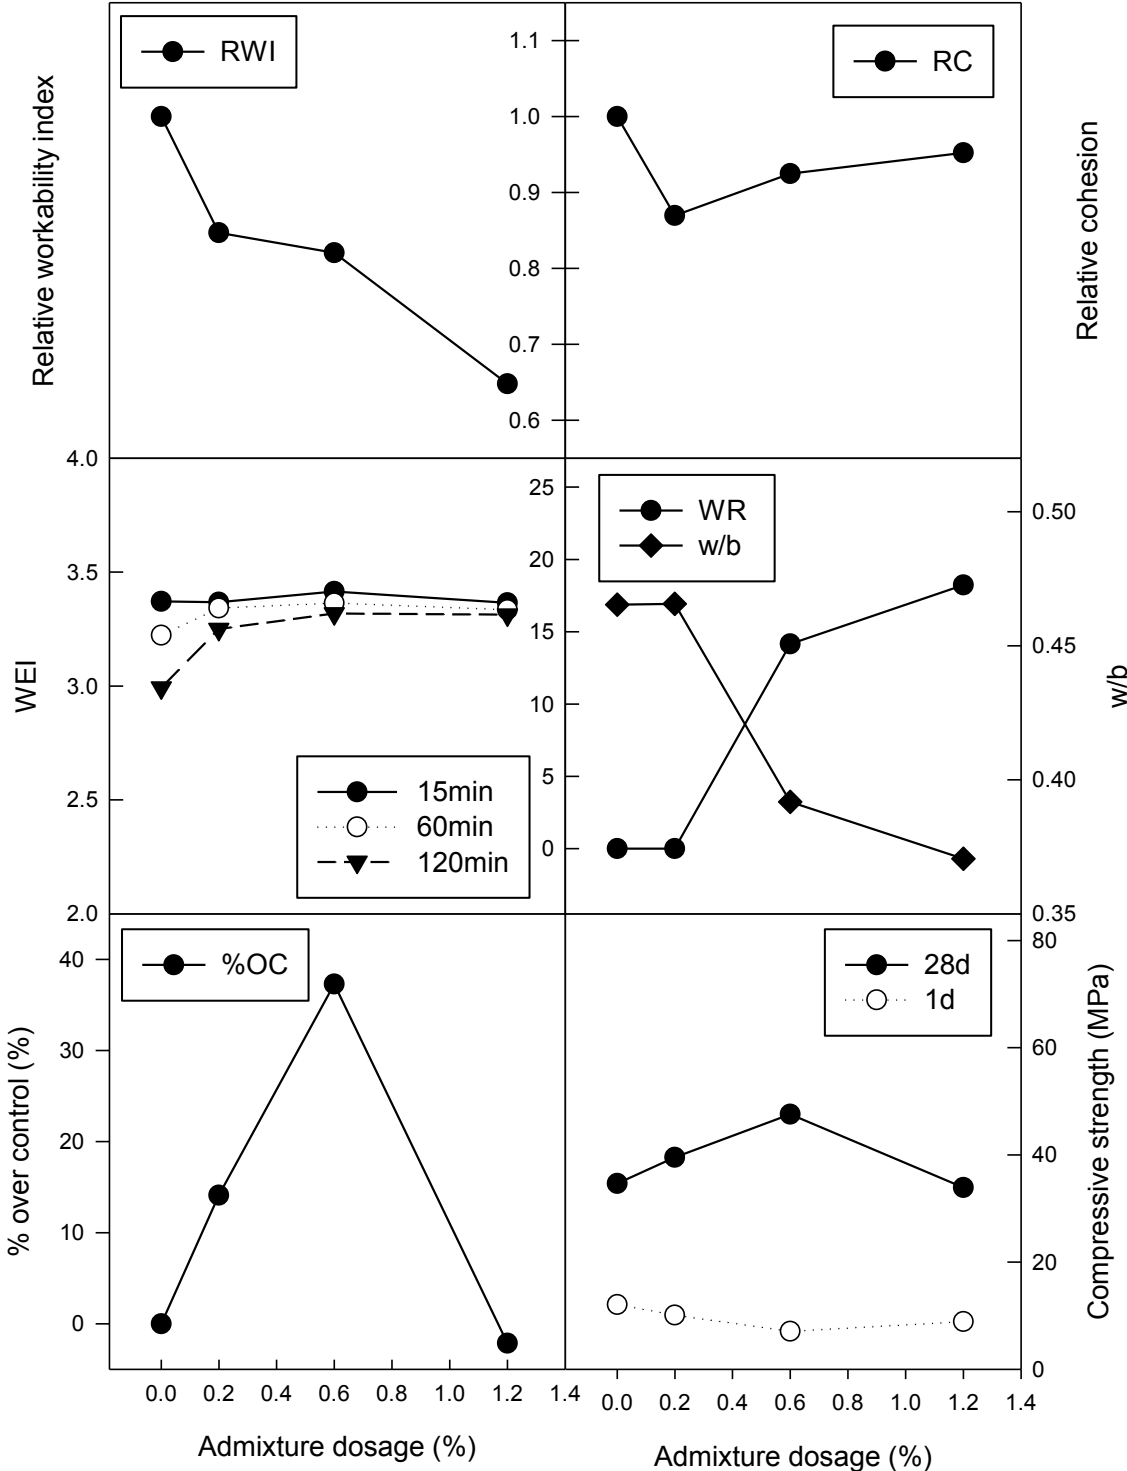 RWI
Relative workability index
1.1
1.0
0.9
0.8
0.7
0.6
RC
Relative cohesion
4.0
3.5
3.0
2.5
2.0
WEI
15min
60min
120min
25
20
15
10
5
0
WR
w/b
0.50
0.45
0.40
0.35
w/b
%OC
40
30
20
10
0
% over control (%)
0.0 0.2 0.4 0.6 0.8 1.0 1.2 1.4
Admixture dosage (%)
28d
1d
80
60
40
20
0
Compressive strength (MPa)
0.0 0.2 0.4 0.6 0.8 1.0 1.2 1.4
Admixture dosage (%)